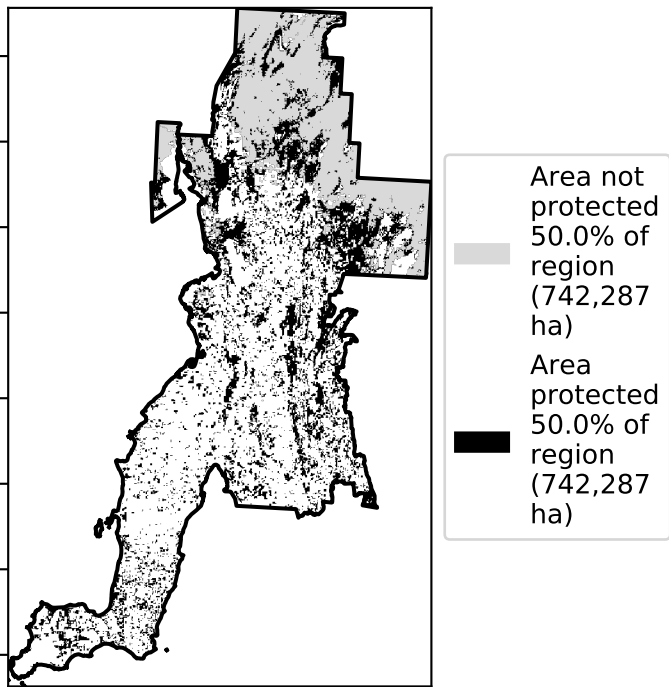 Area not
protected
50.0% of
region
(742,287
ha)
Area
protected
50.0% of
region
(742,287
ha)